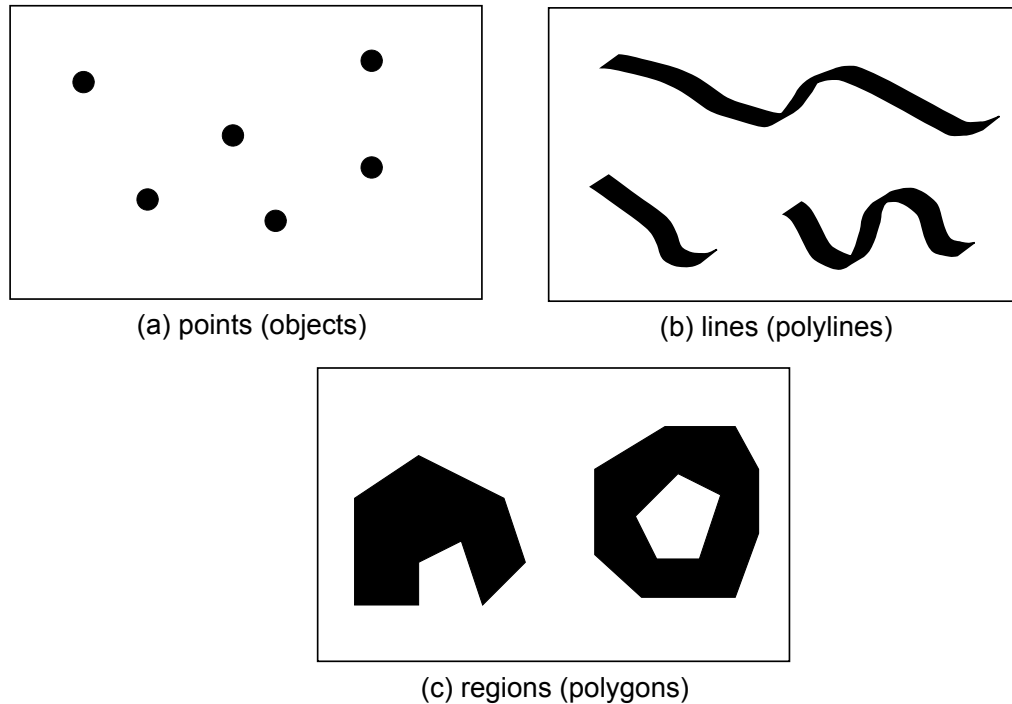 (a) points (objects)
(b) lines (polylines)
(c) regions (polygons)